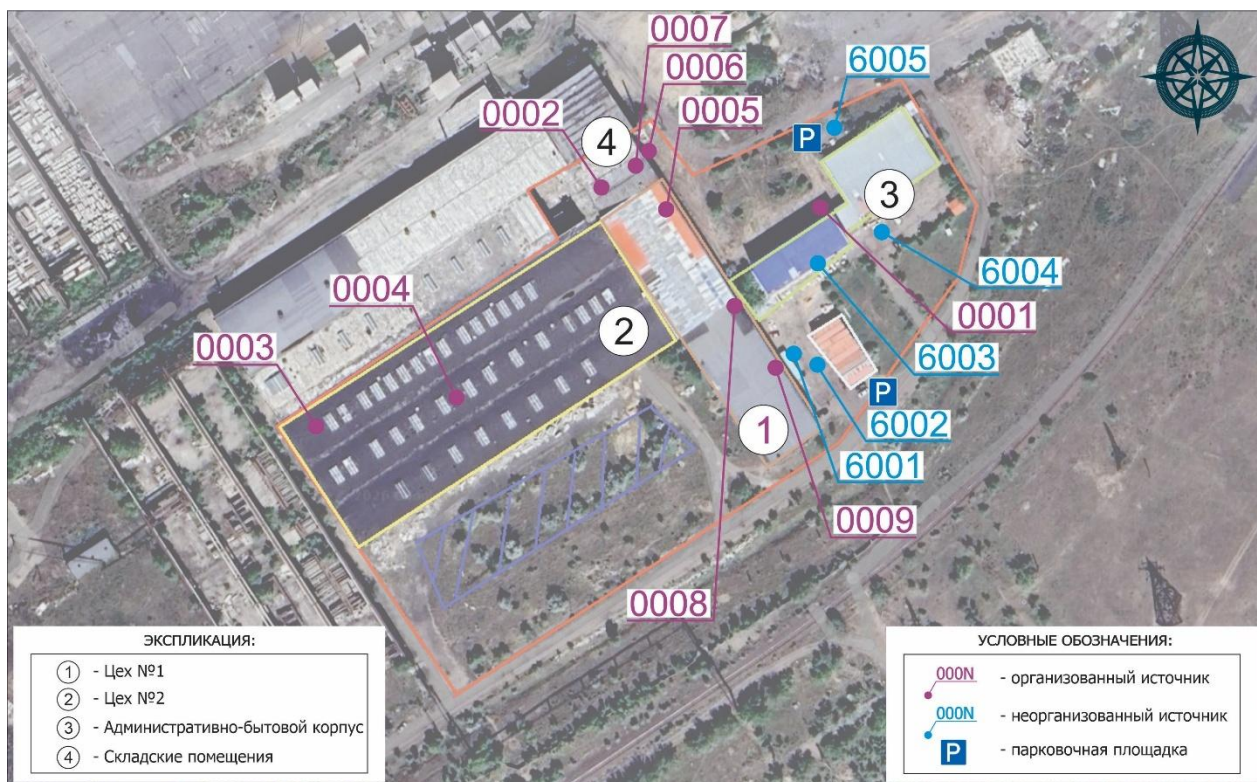 0007
0006
0005
0002
4
6005
P
3
6004
0001
6003
0004
0003
2
P
6002
1
6001
0009
0008
ЭКСПЛИКАЦИЯ:
1 - Цех №1
2 - Цех №2
3 - Административно-бытовой корпус
4 - Складские помещения
УСЛОВНЫЕ ОБОЗНАЧЕНИЯ:
000N - организованный источник
000N - неорганизованный источник
P - парковочная площадка